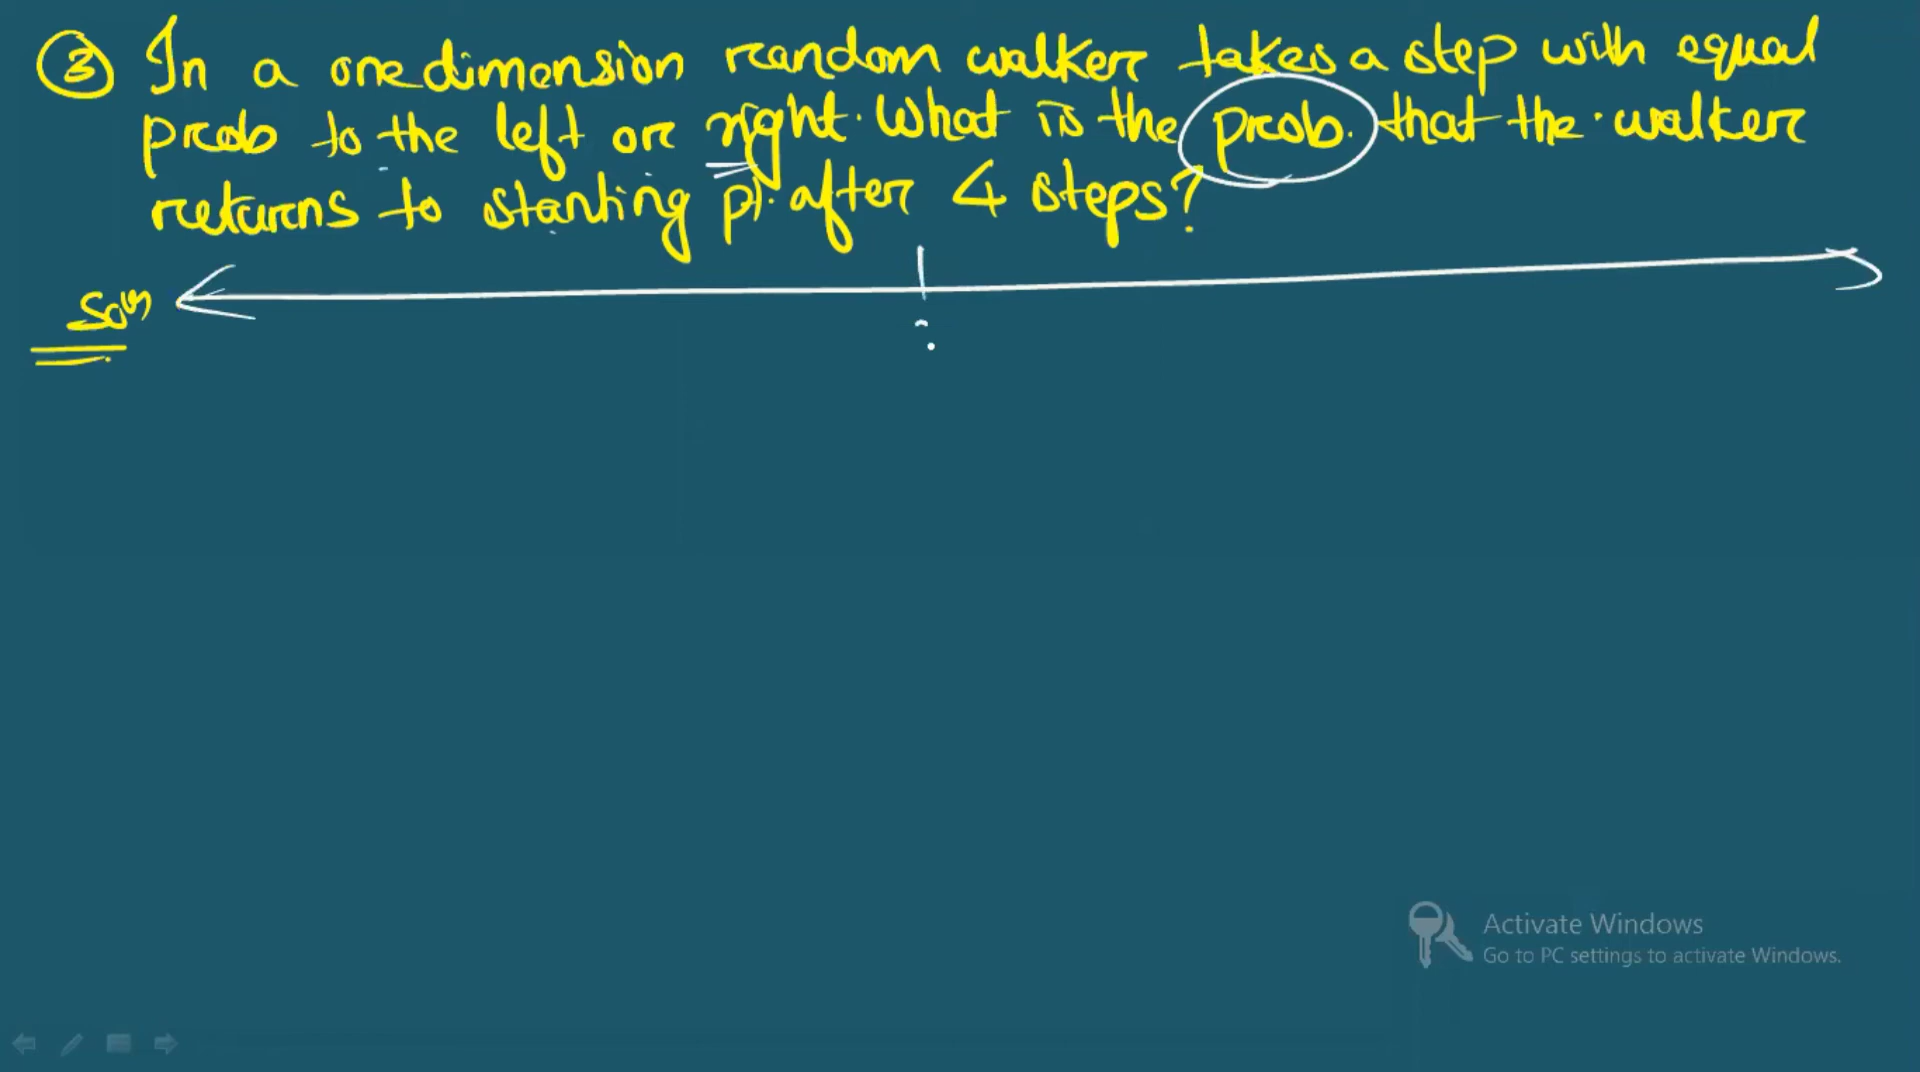 ③ In a one dimension random walker takes a step with equal
prob to the left or right. What is the prob. that the walker
returns to starting pt. after 4 steps?
Soln
Activate Windows
Go to PC settings to activate Windows.